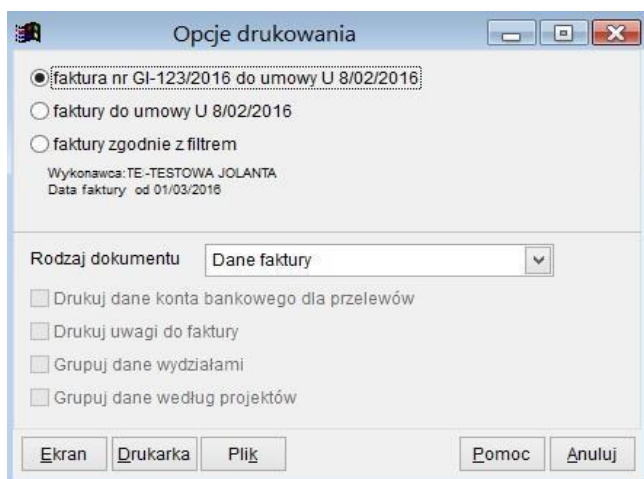 Opcje drukowania
faktura nr GI-123/2016 do umowy U 8/02/2016
faktury do umowy U 8/02/2016
faktury zgodnie z filtrem
Wykonawca:TE-TESTOWA JOLANTA
Data faktury od 01/03/2016
Rodzaj dokumentu Dane faktury
Drukuj dane konta bankowego dla przelewów
Drukuj uwagi do faktury
Grupuj dane wydziałami
Grupuj dane według projektów
Ekran Drukarka Plik Pomoc Anuluj